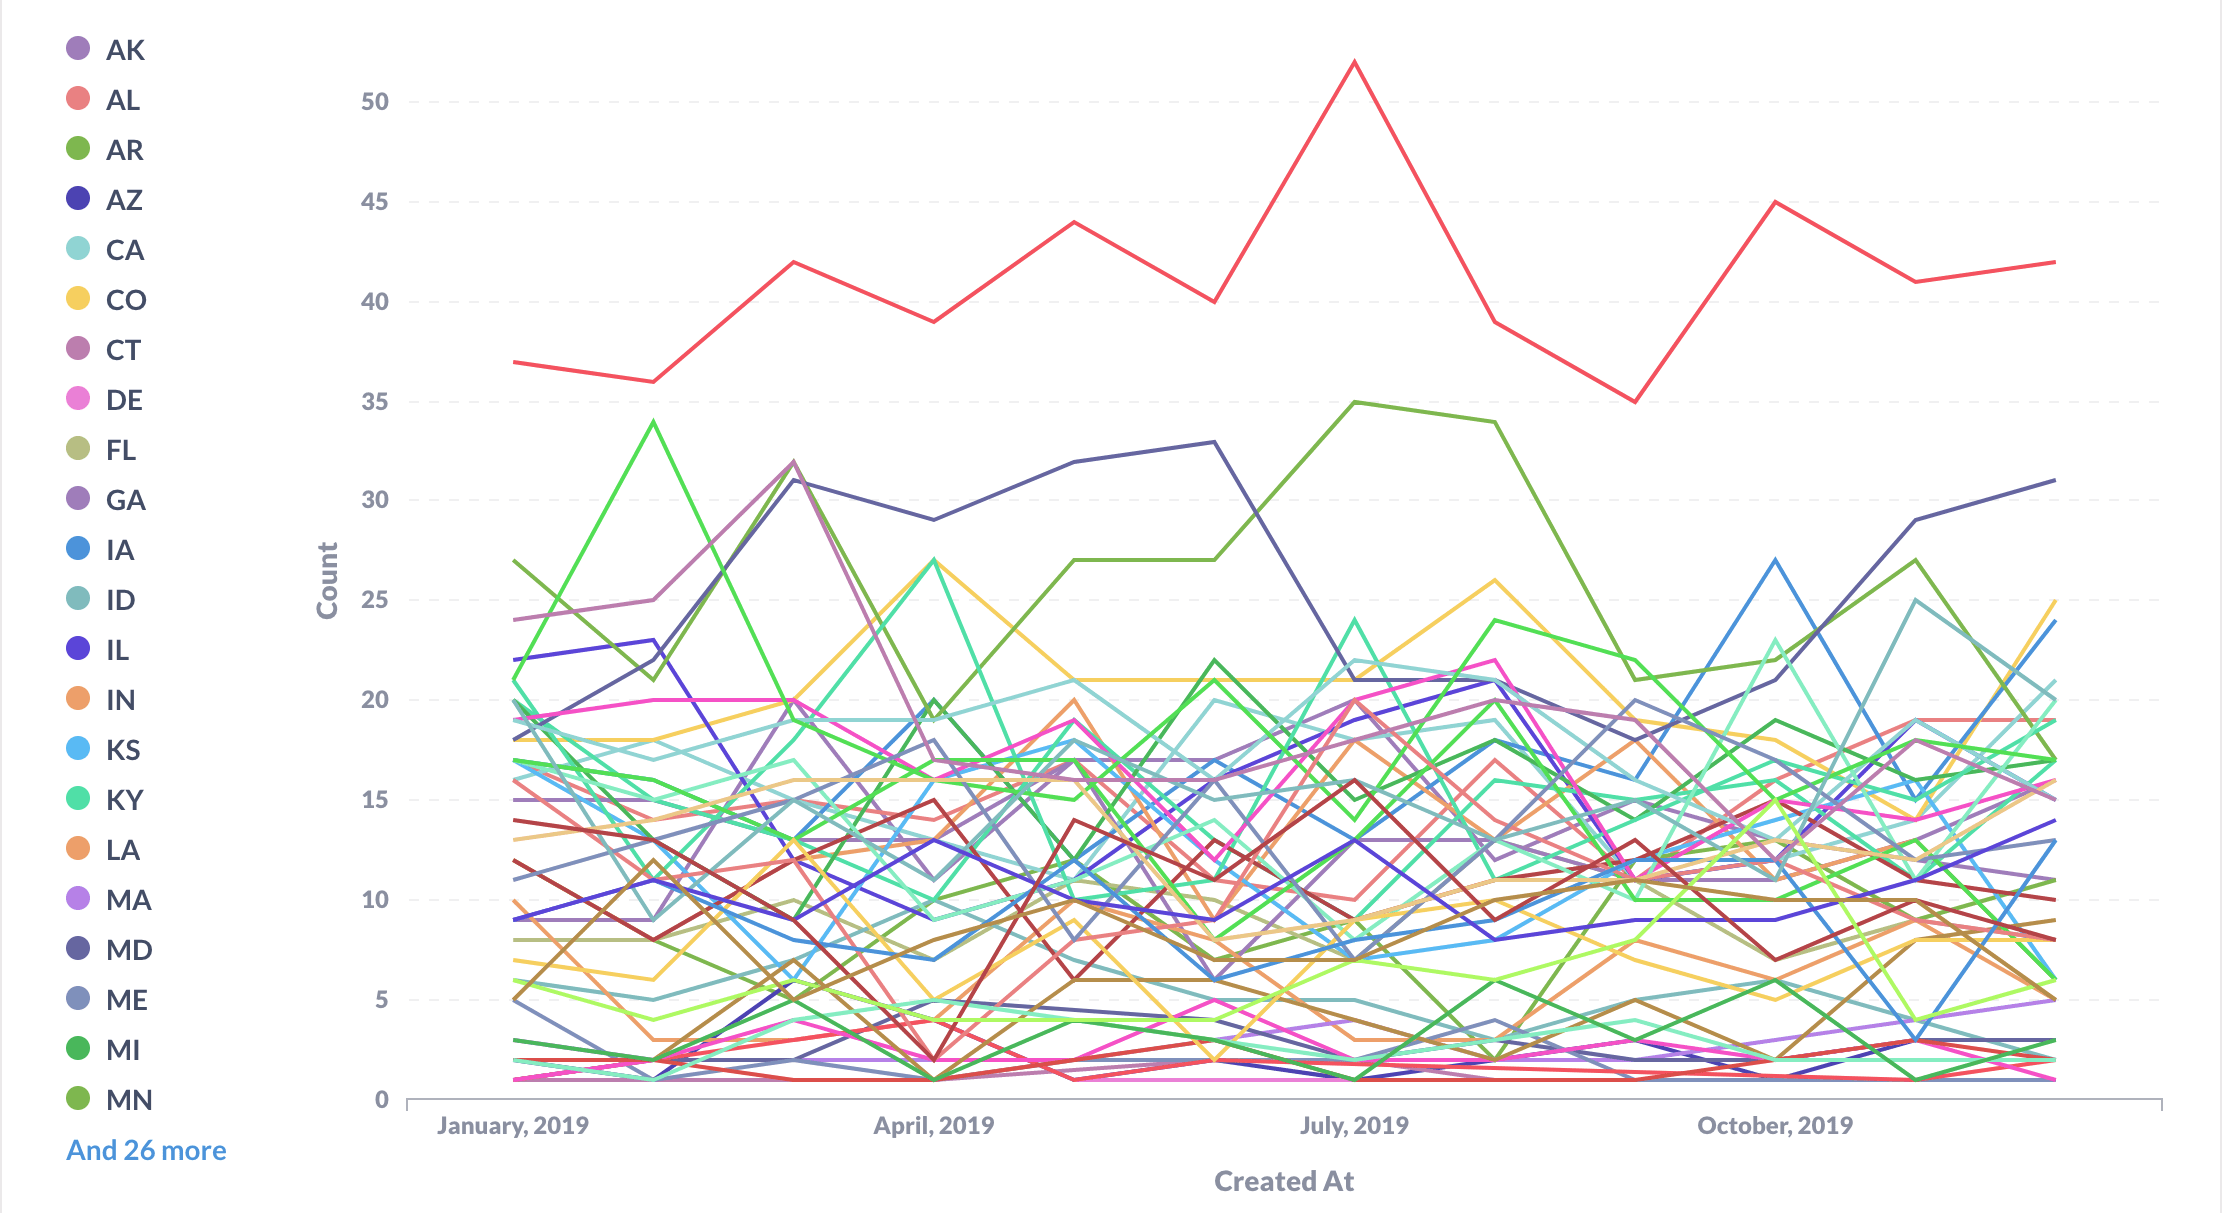 AK
AL
AR
AZ
CA
CO
CT
DE
FL
GA
IA
ID
IL
IN
KS
KY
LA
MA
MD
ME
MI
MN
And 26 more
Count
50
45
40
35
30
25
20
15
10
5
0
January, 2019
April, 2019
July, 2019
October, 2019
Created At